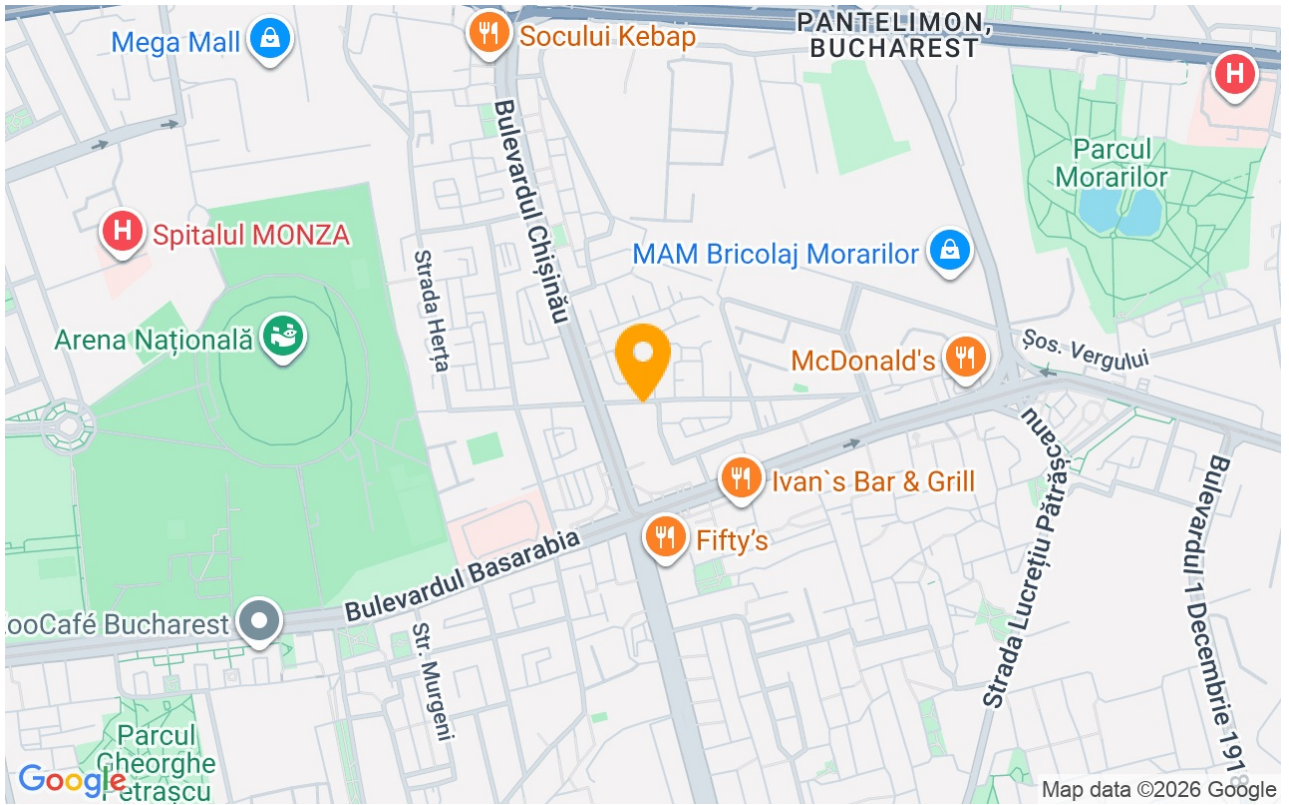 Mega Mall
Socului Kebap
PANTELIMON,
BUCHAREST
Bulevardul Chișinău
Parcul
Morarilor
Spitalul MONZA
Strada Herța
MAM Bricolaj Morarilor
Arena Națională
McDonald's
Șos. Vergului
Ivan`s Bar & Grill
Fifty's
Bulevardul Basarabia
Strada Lucrețiu Pătrășcanu
Bulevardul 1 Decembrie 1918
ooCafé Bucharest
Str. Murgeni
Parcul
Gheorghe
Petrașcu
Google
Map data ©2026 Google
H
H